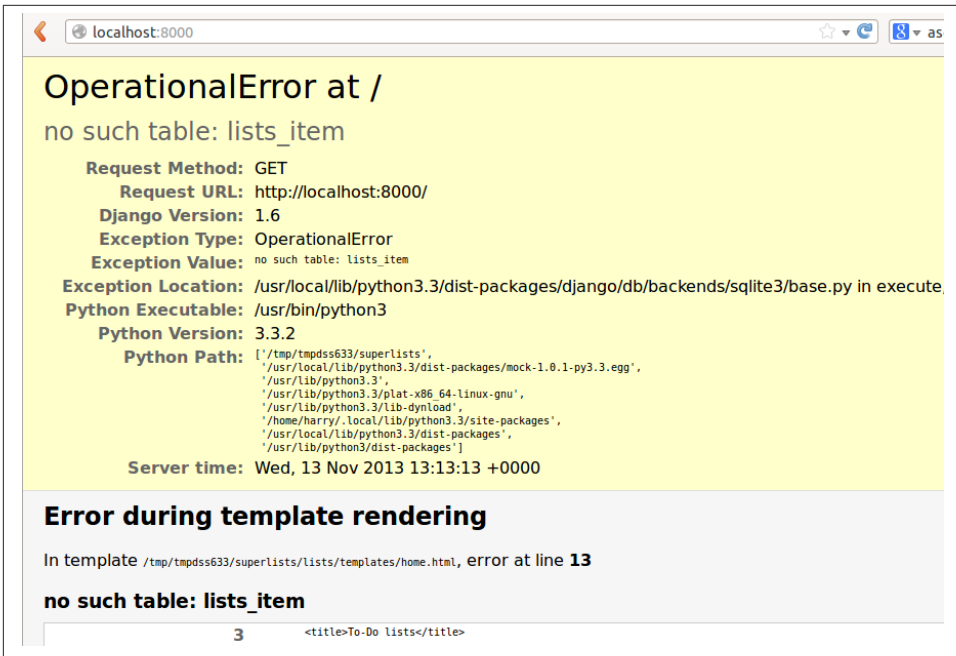 localhost:8000
8 as
OperationalError at /
no such table: lists_item
Request Method: GET
Request URL: http://localhost:8000/
Django Version: 1.6
Exception Type: OperationalError
Exception Value: no such table: lists_item
Exception Location: /usr/local/lib/python3.3/dist-packages/django/db/backends/sqlite3/base.py in execute,
Python Executable: /usr/bin/python3
Python Version: 3.3.2
Python Path: ['/tmp/tmpdss633/superlists',
'/usr/local/lib/python3.3/dist-packages/mock-1.0.1-py3.3.egg',
'/usr/lib/python3.3',
'/usr/lib/python3.3/plat-x86_64-linux-gnu',
'/usr/lib/python3.3/lib-dynload',
'/home/harry/.local/lib/python3.3/site-packages',
'/usr/local/lib/python3.3/dist-packages',
'/usr/lib/python3/dist-packages']
Server time: Wed, 13 Nov 2013 13:13:13 +0000
Error during template rendering
In template /tmp/tmpdss633/superlists/lists/templates/home.html, error at line 13
no such table: lists_item
3 <title>To-Do lists</title>